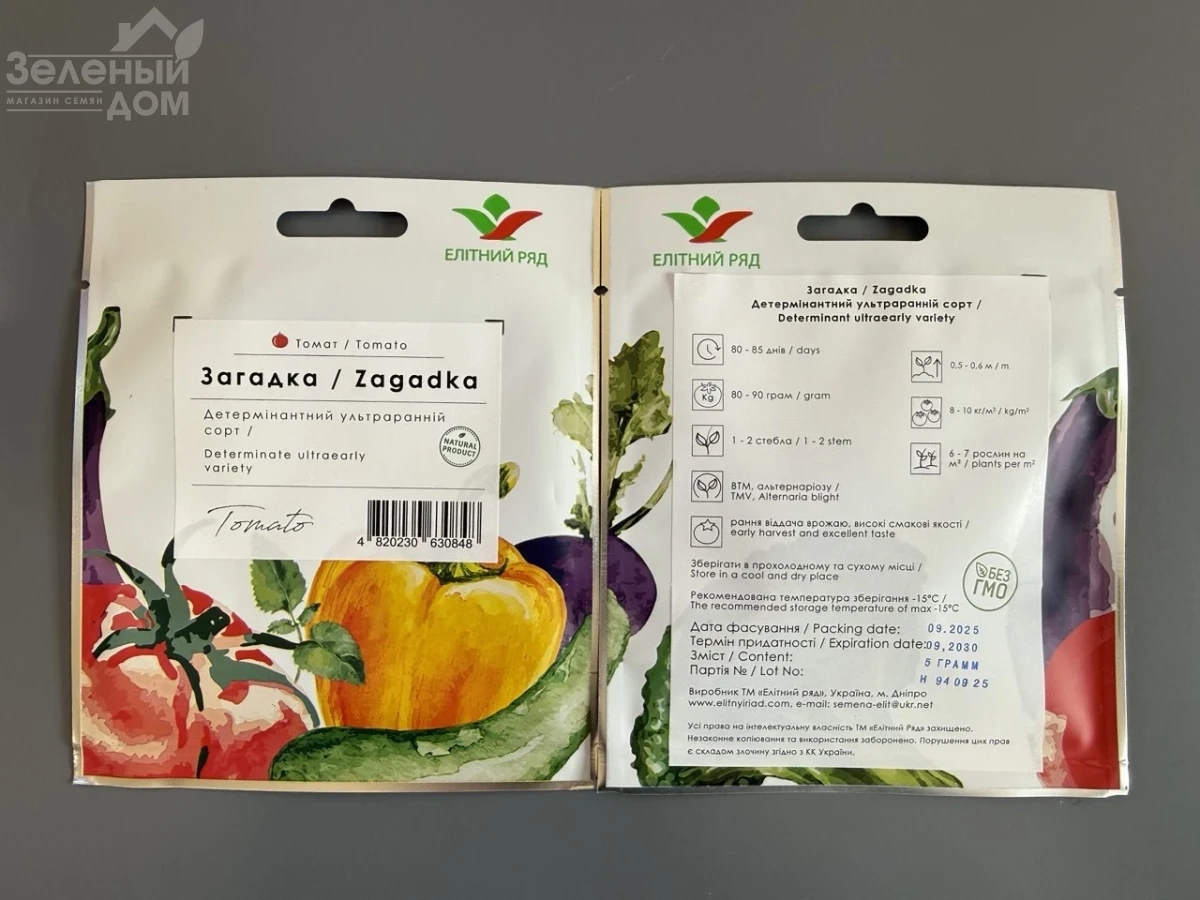 Зеленый
МАГАЗИН СЕМЯН
ДОМ
ЕЛІТНИЙ РЯД
Томат / Tomato
Загадка / Zagadka
Детермінантний ультраранній
сорт /
Determinate ultraearly
variety
NATURAL
PRODUCT
Tomato
4 820230 630848
ЕЛІТНИЙ РЯД
Загадка / Zagadka
Детермінантний ультраранній сорт /
Determinant ultraearly variety
80 - 85 днів / days
0,5 - 0,6 м / m
Kg
80 - 90 грам / gram
8 - 10 кг/м² / kg/m²
1 - 2 стебла / 1 - 2 stem
6 - 7 рослин на
м² / plants per m²
ВТМ, альтернаріозу /
TMV, Alternaria blight
рання віддача врожаю, високі смакові якості /
early harvest and excellent taste
Зберігати в прохолодному та сухому місці /
Store in a cool and dry place
БЕЗ
ГМО
Рекомендована температура зберігання -15°C /
The recommended storage temperature of max -15°C
Дата фасування / Packing date: 09.2025
Термін придатності / Expiration date: 09,2030
Зміст / Content: 5 ГРАММ
Партія № / Lot No: Н 940925
Виробник ТМ «Елітний ряд», Україна, м. Дніпро
www.elitnyiriad.com, e-mail: semena-elit@ukr.net
Усі права на інтелектуальну власність ТМ «Елітний Ряд» захищено.
Незаконне копіювання та використання заборонено. Порушення цих прав
є складом злочину згідно з КК України.